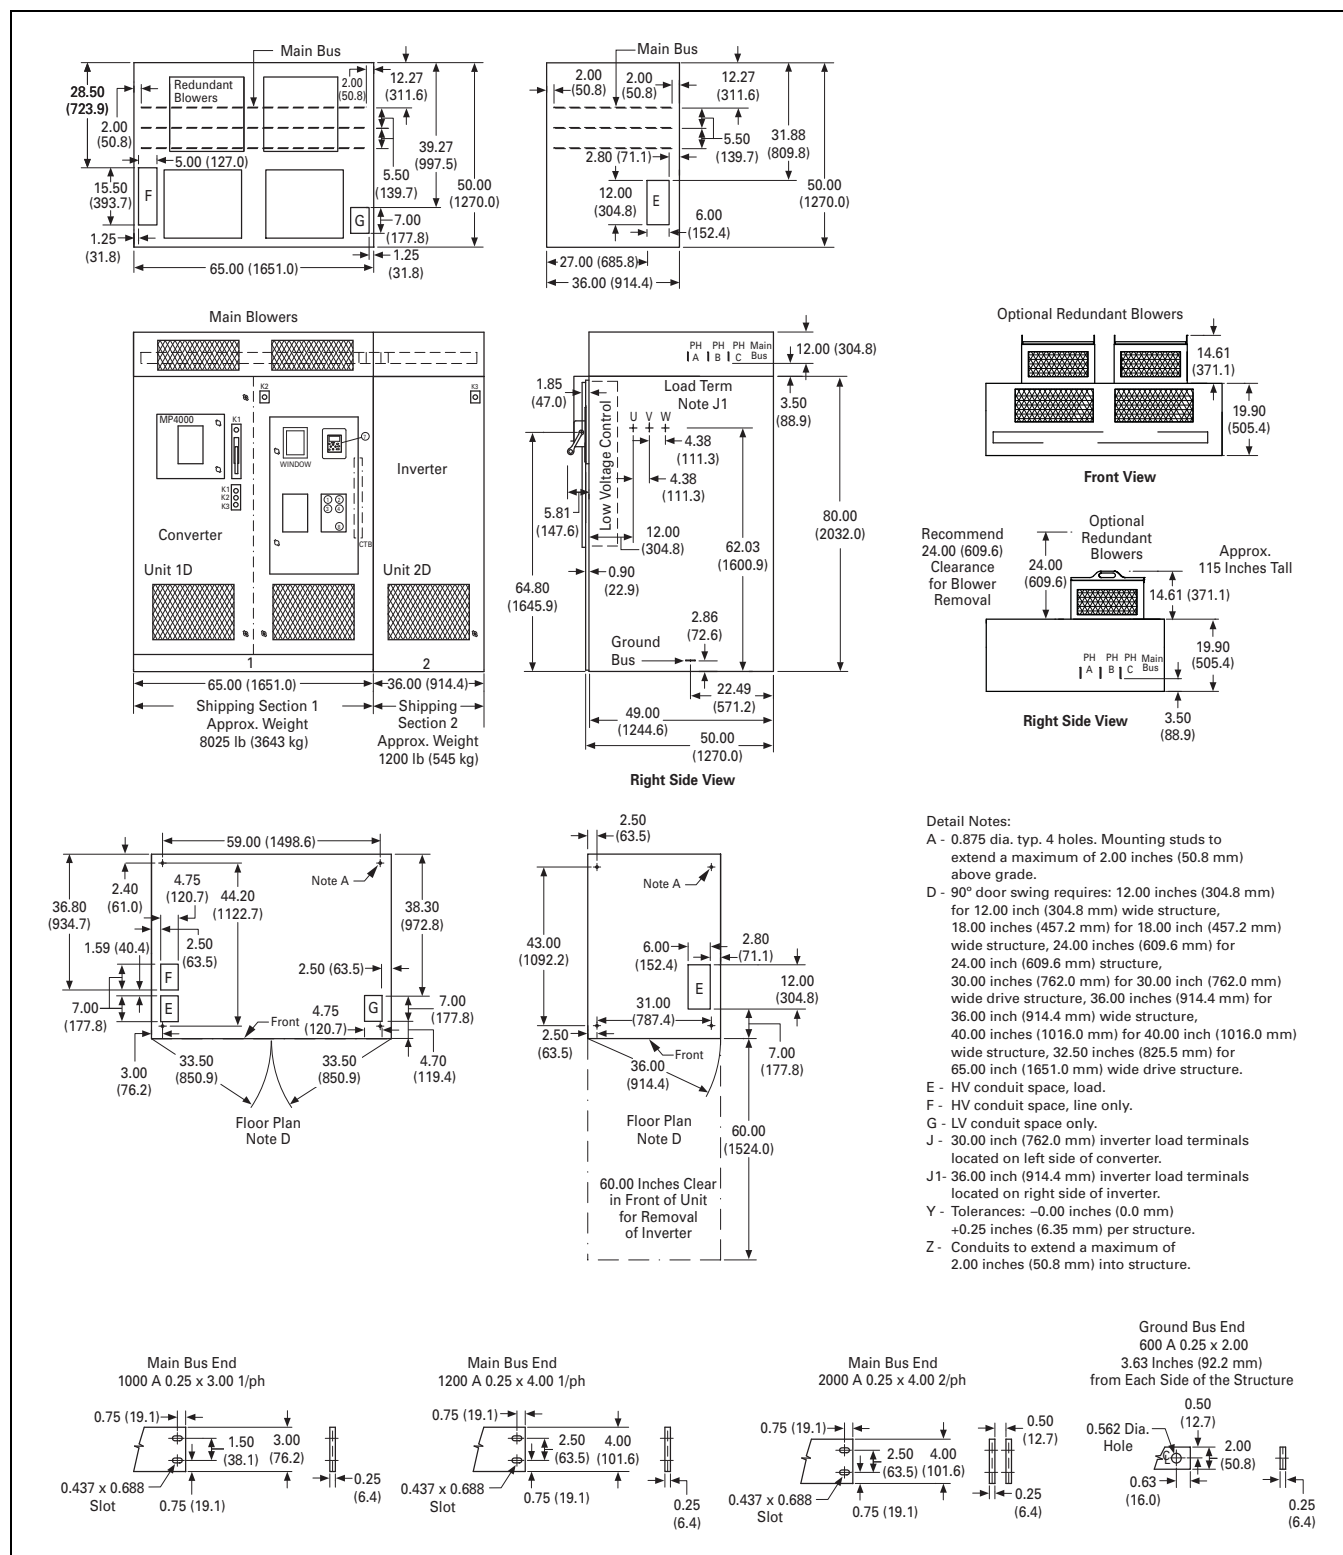 Main Bus
28.50
(723.9)
Redundant
Blowers
2.00
(50.8)
12.27
(311.6)
2.00
(50.8)
5.00 (127.0)
39.27
(997.5)
5.50
(139.7)
50.00
(1270.0)
15.50
(393.7)
F
G
7.00
(177.8)
1.25
(31.8)
65.00 (1651.0)
1.25
(31.8)
Main Bus
2.00
(50.8)
2.00
(50.8)
12.27
(311.6)
31.88
(809.8)
5.50
(139.7)
2.80 (71.1)
12.00
(304.8)
E
50.00
(1270.0)
6.00
(152.4)
27.00 (685.8)
36.00 (914.4)
Main Blowers
K2
K3
MP4000
K1
WINDOW
K1
K2
K3
CTB
Converter
Inverter
Unit 1D
Unit 2D
1
2
65.00 (1651.0)
36.00 (914.4)
Shipping Section 1
Approx. Weight
8025 lb (3643 kg)
Shipping
Section 2
Approx. Weight
1200 lb (545 kg)
PH PH PH Main
A B C Bus
12.00 (304.8)
1.85
(47.0)
Load Term
Note J1
3.50
(88.9)
U V W
Low Voltage Control
4.38
(111.3)
4.38
(111.3)
5.81
(147.6)
12.00
(304.8)
80.00
(2032.0)
62.03
(1600.9)
64.80
(1645.9)
0.90
(22.9)
2.86
(72.6)
Ground
Bus
22.49
(571.2)
49.00
(1244.6)
50.00
(1270.0)
Right Side View
Optional Redundant Blowers
14.61
(371.1)
19.90
(505.4)
Front View
Recommend
24.00 (609.6)
Clearance
for Blower
Removal
Optional
Redundant
Blowers
24.00
(609.6)
Approx.
115 Inches Tall
14.61 (371.1)
PH PH PH Main
A B C Bus
19.90
(505.4)
3.50
(88.9)
Right Side View
59.00 (1498.6)
Note A
2.40
(61.0)
4.75
(120.7)
44.20
(1122.7)
36.80
(934.7)
38.30
(972.8)
1.59 (40.4)
2.50
(63.5)
2.50 (63.5)
F
E
G
7.00
(177.8)
4.75
(120.7)
7.00
(177.8)
Front
3.00
(76.2)
33.50
(850.9)
33.50
(850.9)
4.70
(119.4)
Floor Plan
Note D
2.50
(63.5)
Note A
43.00
(1092.2)
6.00
(152.4)
2.80
(71.1)
E
12.00
(304.8)
31.00
(787.4)
2.50
(63.5)
Front
7.00
(177.8)
36.00
(914.4)
Floor Plan
Note D
60.00
(1524.0)
60.00 Inches Clear
in Front of Unit
for Removal
of Inverter
Detail Notes:
A - 0.875 dia. typ. 4 holes. Mounting studs to
extend a maximum of 2.00 inches (50.8 mm)
above grade.
D - 90º door swing requires: 12.00 inches (304.8 mm)
for 12.00 inch (304.8 mm) wide structure,
18.00 inches (457.2 mm) for 18.00 inch (457.2 mm)
wide structure, 24.00 inches (609.6 mm) for
24.00 inch (609.6 mm) structure,
30.00 inches (762.0 mm) for 30.00 inch (762.0 mm)
wide drive structure, 36.00 inches (914.4 mm) for
36.00 inch (914.4 mm) wide structure,
40.00 inches (1016.0 mm) for 40.00 inch (1016.0 mm)
wide structure, 32.50 inches (825.5 mm) for
65.00 inch (1651.0 mm) wide drive structure.
E - HV conduit space, load.
F - HV conduit space, line only.
G - LV conduit space only.
J - 30.00 inch (762.0 mm) inverter load terminals
located on left side of converter.
J1- 36.00 inch (914.4 mm) inverter load terminals
located on right side of inverter.
Y - Tolerances: –0.00 inches (0.0 mm)
+0.25 inches (6.35 mm) per structure.
Z - Conduits to extend a maximum of
2.00 inches (50.8 mm) into structure.
Main Bus End
1000 A 0.25 x 3.00 1/ph
0.75 (19.1)
1.50
(38.1)
3.00
(76.2)
0.437 x 0.688
Slot
0.75 (19.1)
0.25
(6.4)
Main Bus End
1200 A 0.25 x 4.00 1/ph
0.75 (19.1)
2.50
(63.5)
4.00
(101.6)
0.437 x 0.688
Slot
0.75 (19.1)
0.25
(6.4)
Main Bus End
2000 A 0.25 x 4.00 2/ph
0.75 (19.1)
0.50
(12.7)
2.50
(63.5)
4.00
(101.6)
0.437 x 0.688
Slot
0.75 (19.1)
0.25
(6.4)
Ground Bus End
600 A 0.25 x 2.00
3.63 Inches (92.2 mm)
from Each Side of the Structure
0.50
(12.7)
0.562 Dia.
Hole
2.00
(50.8)
0.63
(16.0)
0.25
(6.4)